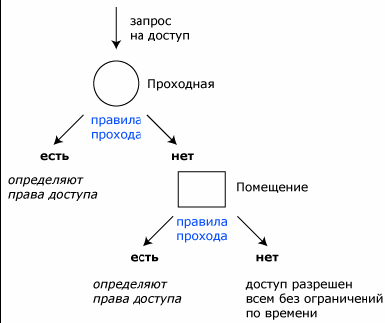 запрос
на доступ
Проходная
правила
прохода
есть
нет
определяют
права доступа
Помещение
правила
прохода
есть
нет
определяют
права доступа
доступ разрешен
всем без ограничений
по времени